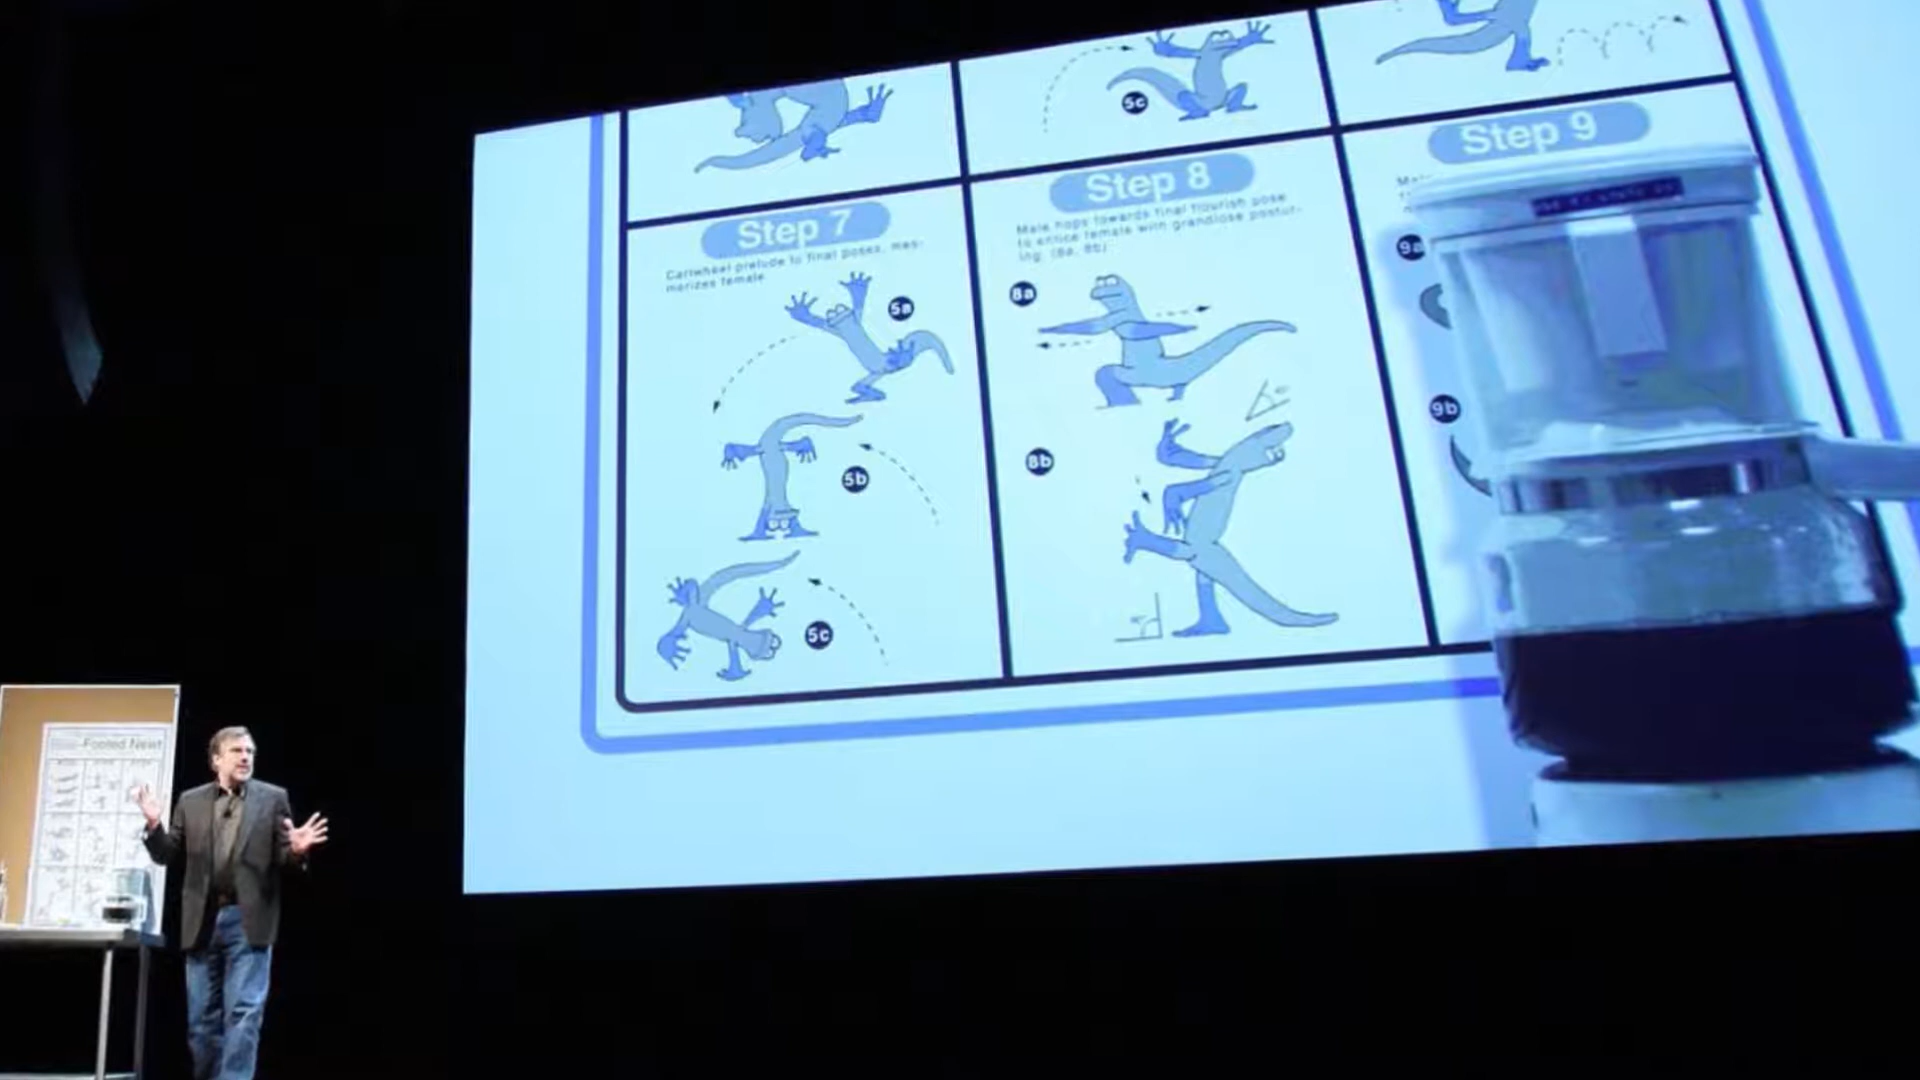 5c
Step 7
Cartwheel prelude to final poses, mes-
merizes female
5a
5b
5c
Step 8
Male hops towards final flourish pose
to entice female with grandiose postur-
ing. (8a, 8b)
8a
8b
Step 9
9a
9b
-Footed Newt